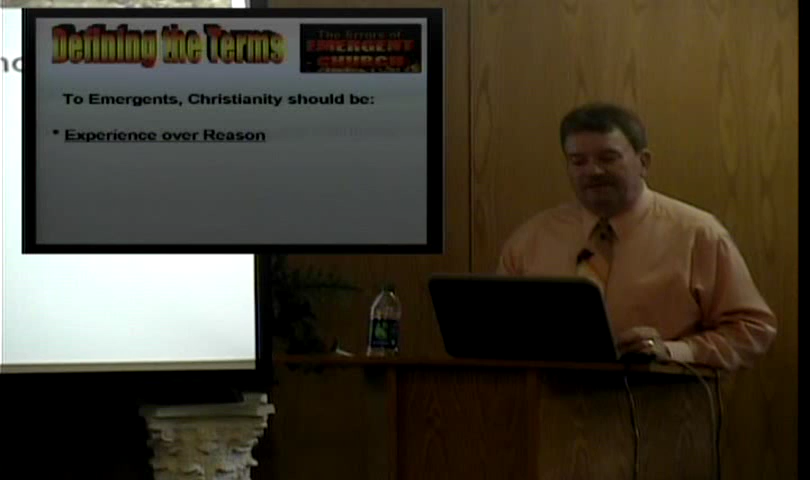 Defining the Terms
The Errors of
EMERGENT
CHURCH
To Emergents, Christianity should be:
* Experience over Reason